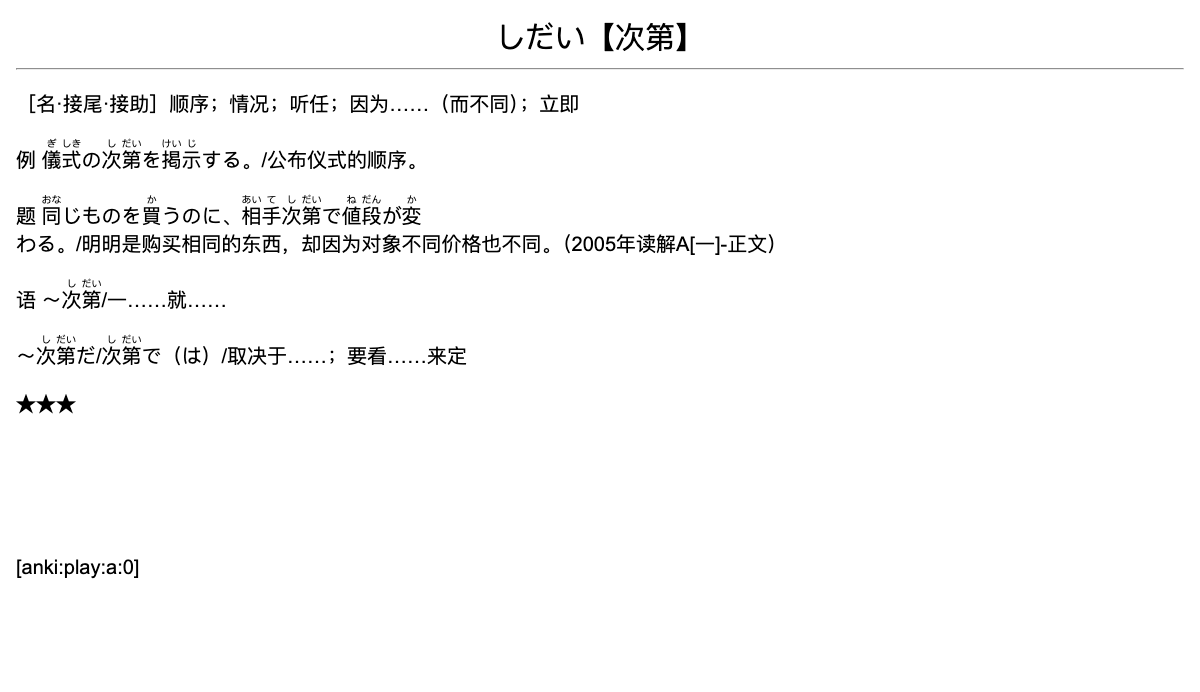 しだい【次第】
［名·接尾·接助］顺序；情况；听任；因为……（而不同）；立即
ぎ しき し だい けい じ
例 儀式の次第を掲示する。/公布仪式的顺序。
おな か あい て し だい ね だん か
题 同じものを買うのに、相手次第で値段が変
わる。/明明是购买相同的东西，却因为对象不同价格也不同。（2005年读解A[一]-正文）
し だい
语 ～次第/一……就……
し だい し だい
～次第だ/次第で（は）/取决于……；要看……来定
★★★
[anki:play:a:0]